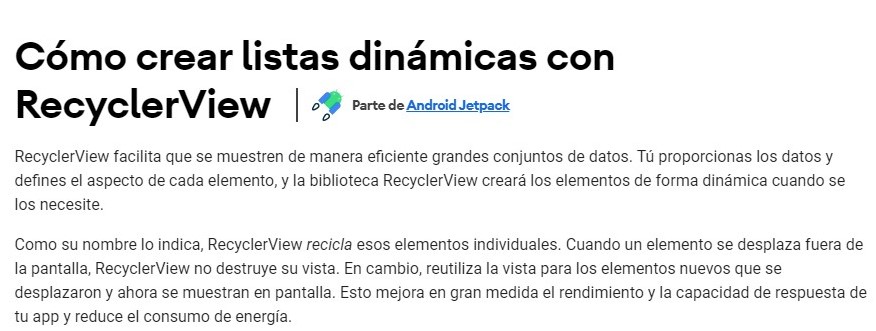 Cómo crear listas dinámicas con
RecyclerView | Parte de Android Jetpack
RecyclerView facilita que se muestren de manera eficiente grandes conjuntos de datos. Tú proporcionas los datos y
defines el aspecto de cada elemento, y la biblioteca RecyclerView creará los elementos de forma dinámica cuando se
los necesite.
Como su nombre lo indica, RecyclerView recicla esos elementos individuales. Cuando un elemento se desplaza fuera de
la pantalla, RecyclerView no destruye su vista. En cambio, reutiliza la vista para los elementos nuevos que se
desplazaron y ahora se muestran en pantalla. Esto mejora en gran medida el rendimiento y la capacidad de respuesta de
tu app y reduce el consumo de energía.